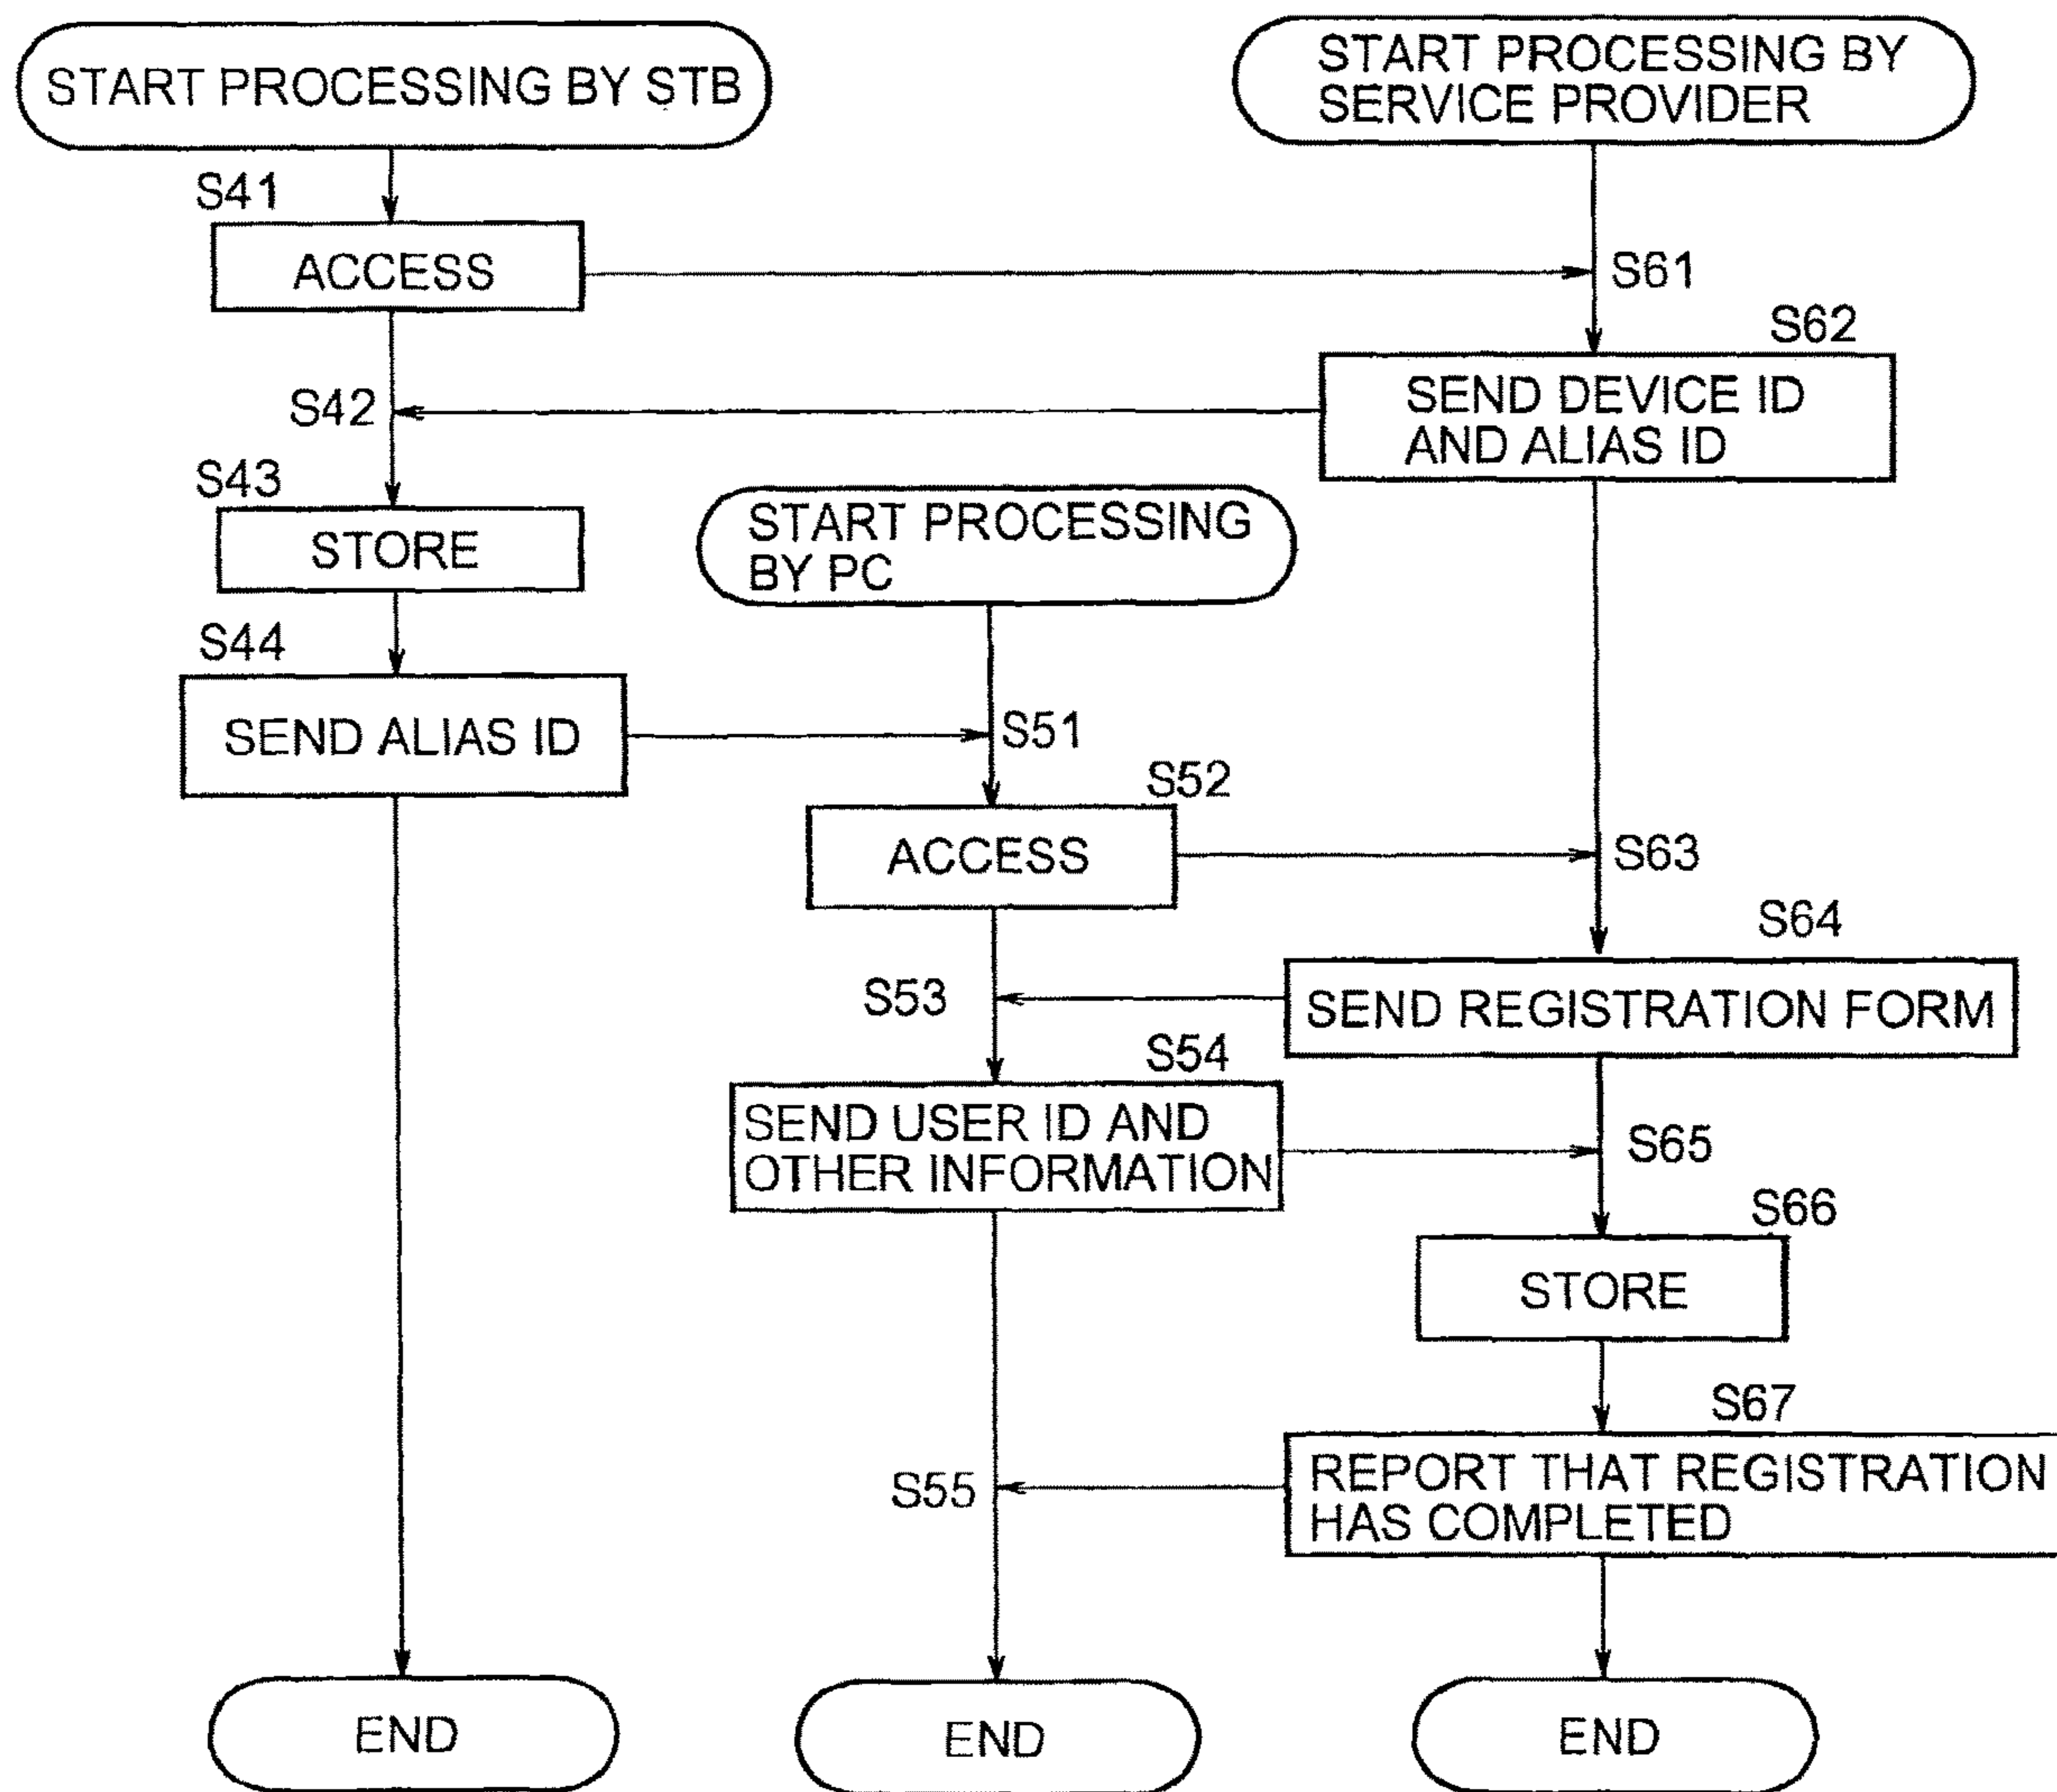 START PROCESSING BY STB
START PROCESSING BY
SERVICE PROVIDER
S41
ACCESS
S61
S62
SEND DEVICE ID
AND ALIAS ID
S42
S43
STORE
START PROCESSING
BY PC
S44
SEND ALIAS ID
S51
S52
ACCESS
S63
S64
SEND REGISTRATION FORM
S53
S54
SEND USER ID AND
OTHER INFORMATION
S65
S66
STORE
S67
REPORT THAT REGISTRATION
HAS COMPLETED
S55
END
END
END